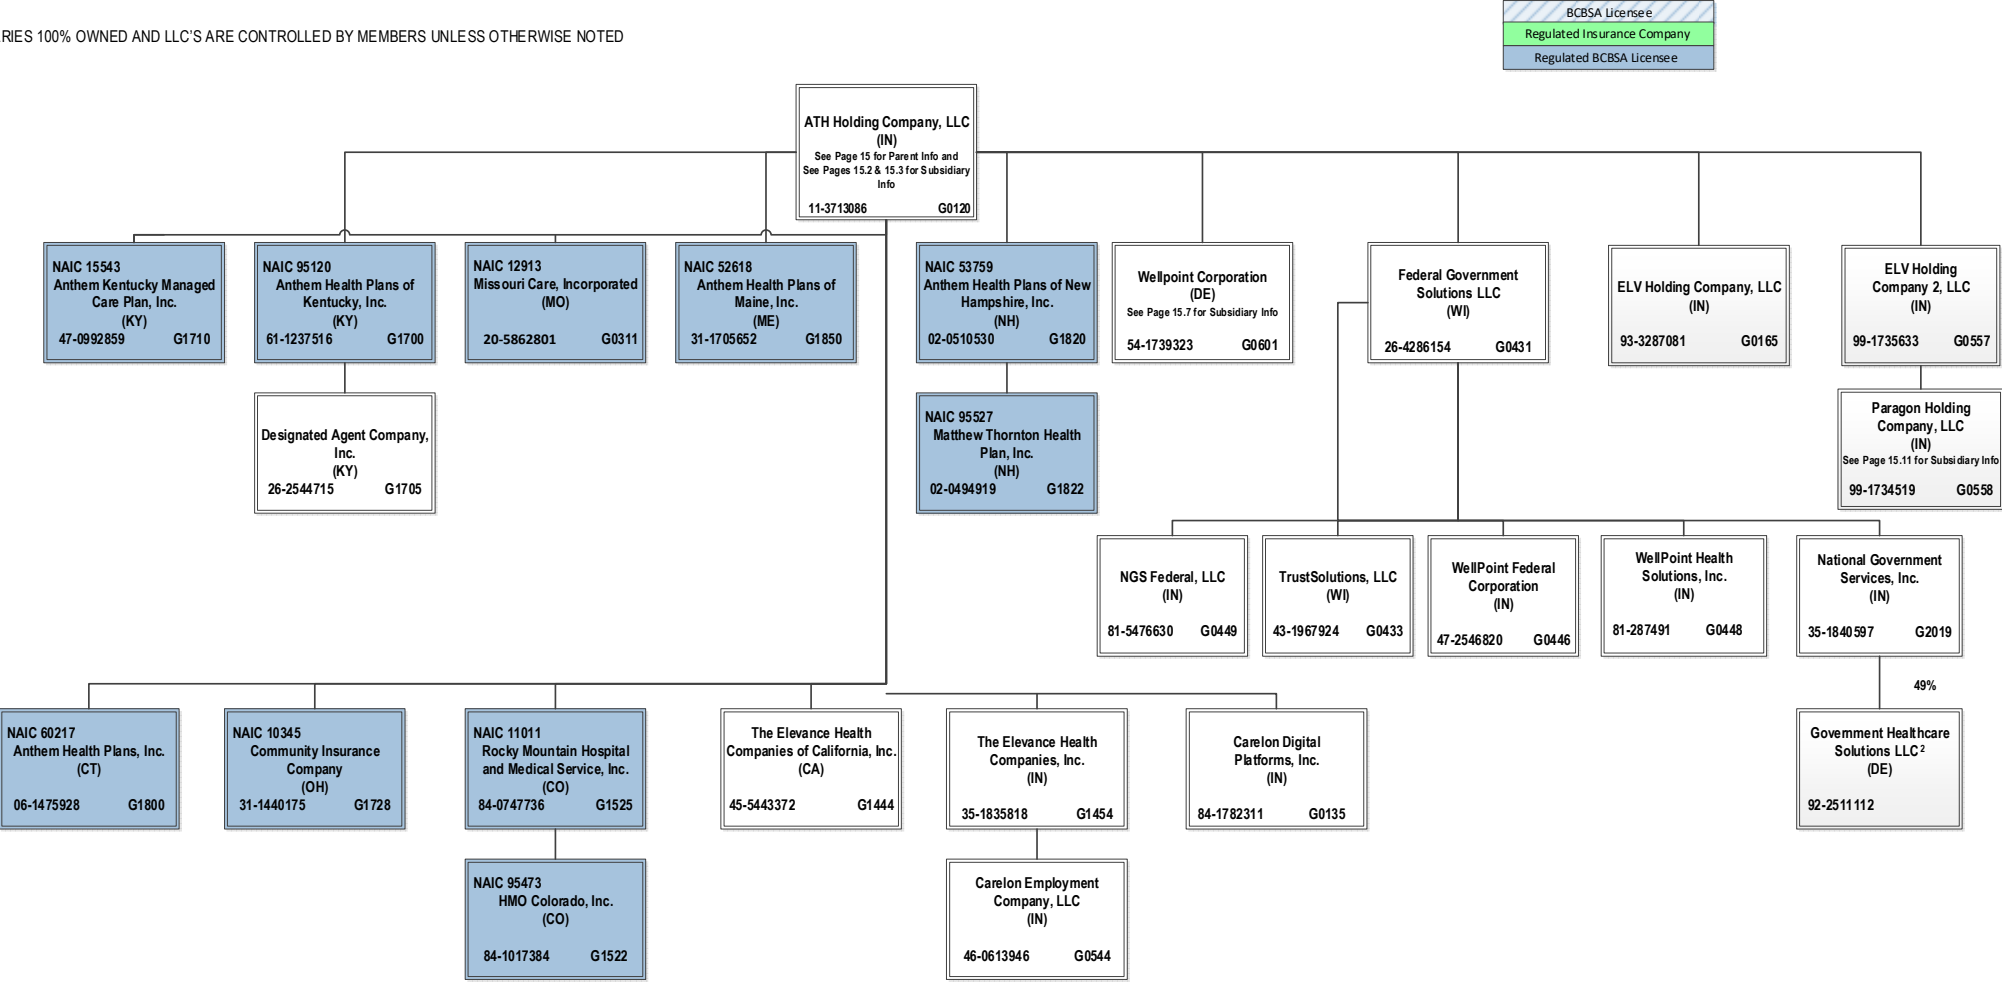 BCBSA Licensee
Regulated Insurance Company
Regulated BCBSA Licensee
RIES 100% OWNED AND LLC'S ARE CONTROLLED BY MEMBERS UNLESS OTHERWISE NOTED
ATH Holding Company, LLC
(IN)
See Page 15 for Parent Info and
See Pages 15.2 & 15.3 for Subsidiary
Info
11-3713086 G0120
NAIC 15543
Anthem Kentucky Managed
Care Plan, Inc.
(KY)
47-0992859 G1710
NAIC 95120
Anthem Health Plans of
Kentucky, Inc.
(KY)
61-1237516 G1700
NAIC 12913
Missouri Care, Incorporated
(MO)
20-5862801 G0311
NAIC 52618
Anthem Health Plans of
Maine, Inc.
(ME)
31-1705652 G1850
NAIC 53759
Anthem Health Plans of New
Hampshire, Inc.
(NH)
02-0510530 G1820
Wellpoint Corporation
(DE)
See Page 15.7 for Subsidiary Info
54-1739323 G0601
Federal Government
Solutions LLC
(WI)
26-4286154 G0431
ELV Holding Company, LLC
(IN)
93-3287081 G0165
ELV Holding
Company 2, LLC
(IN)
99-1735633 G0557
Designated Agent Company,
Inc.
(KY)
26-2544715 G1705
NAIC 95527
Matthew Thornton Health
Plan, Inc.
(NH)
02-0494919 G1822
Paragon Holding
Company, LLC
(IN)
See Page 15.11 for Subsidiary Info
99-1734519 G0558
NGS Federal, LLC
(IN)
81-5476630 G0449
TrustSolutions, LLC
(WI)
43-1967924 G0433
WellPoint Federal
Corporation
(IN)
47-2546820 G0446
WellPoint Health
Solutions, Inc.
(IN)
81-287491 G0448
National Government
Services, Inc.
(IN)
35-1840597 G2019
49%
NAIC 60217
Anthem Health Plans, Inc.
(CT)
06-1475928 G1800
NAIC 10345
Community Insurance
Company
(OH)
31-1440175 G1728
NAIC 11011
Rocky Mountain Hospital
and Medical Service, Inc.
(CO)
84-0747736 G1525
The Elevance Health
Companies of California, Inc.
(CA)
45-5443372 G1444
The Elevance Health
Companies, Inc.
(IN)
35-1835818 G1454
Carelon Digital
Platforms, Inc.
(IN)
84-1782311 G0135
Government Healthcare
Solutions LLC 2
(DE)
92-2511112
NAIC 95473
HMO Colorado, Inc.
(CO)
84-1017384 G1522
Carelon Employment
Company, LLC
(IN)
46-0613946 G0544